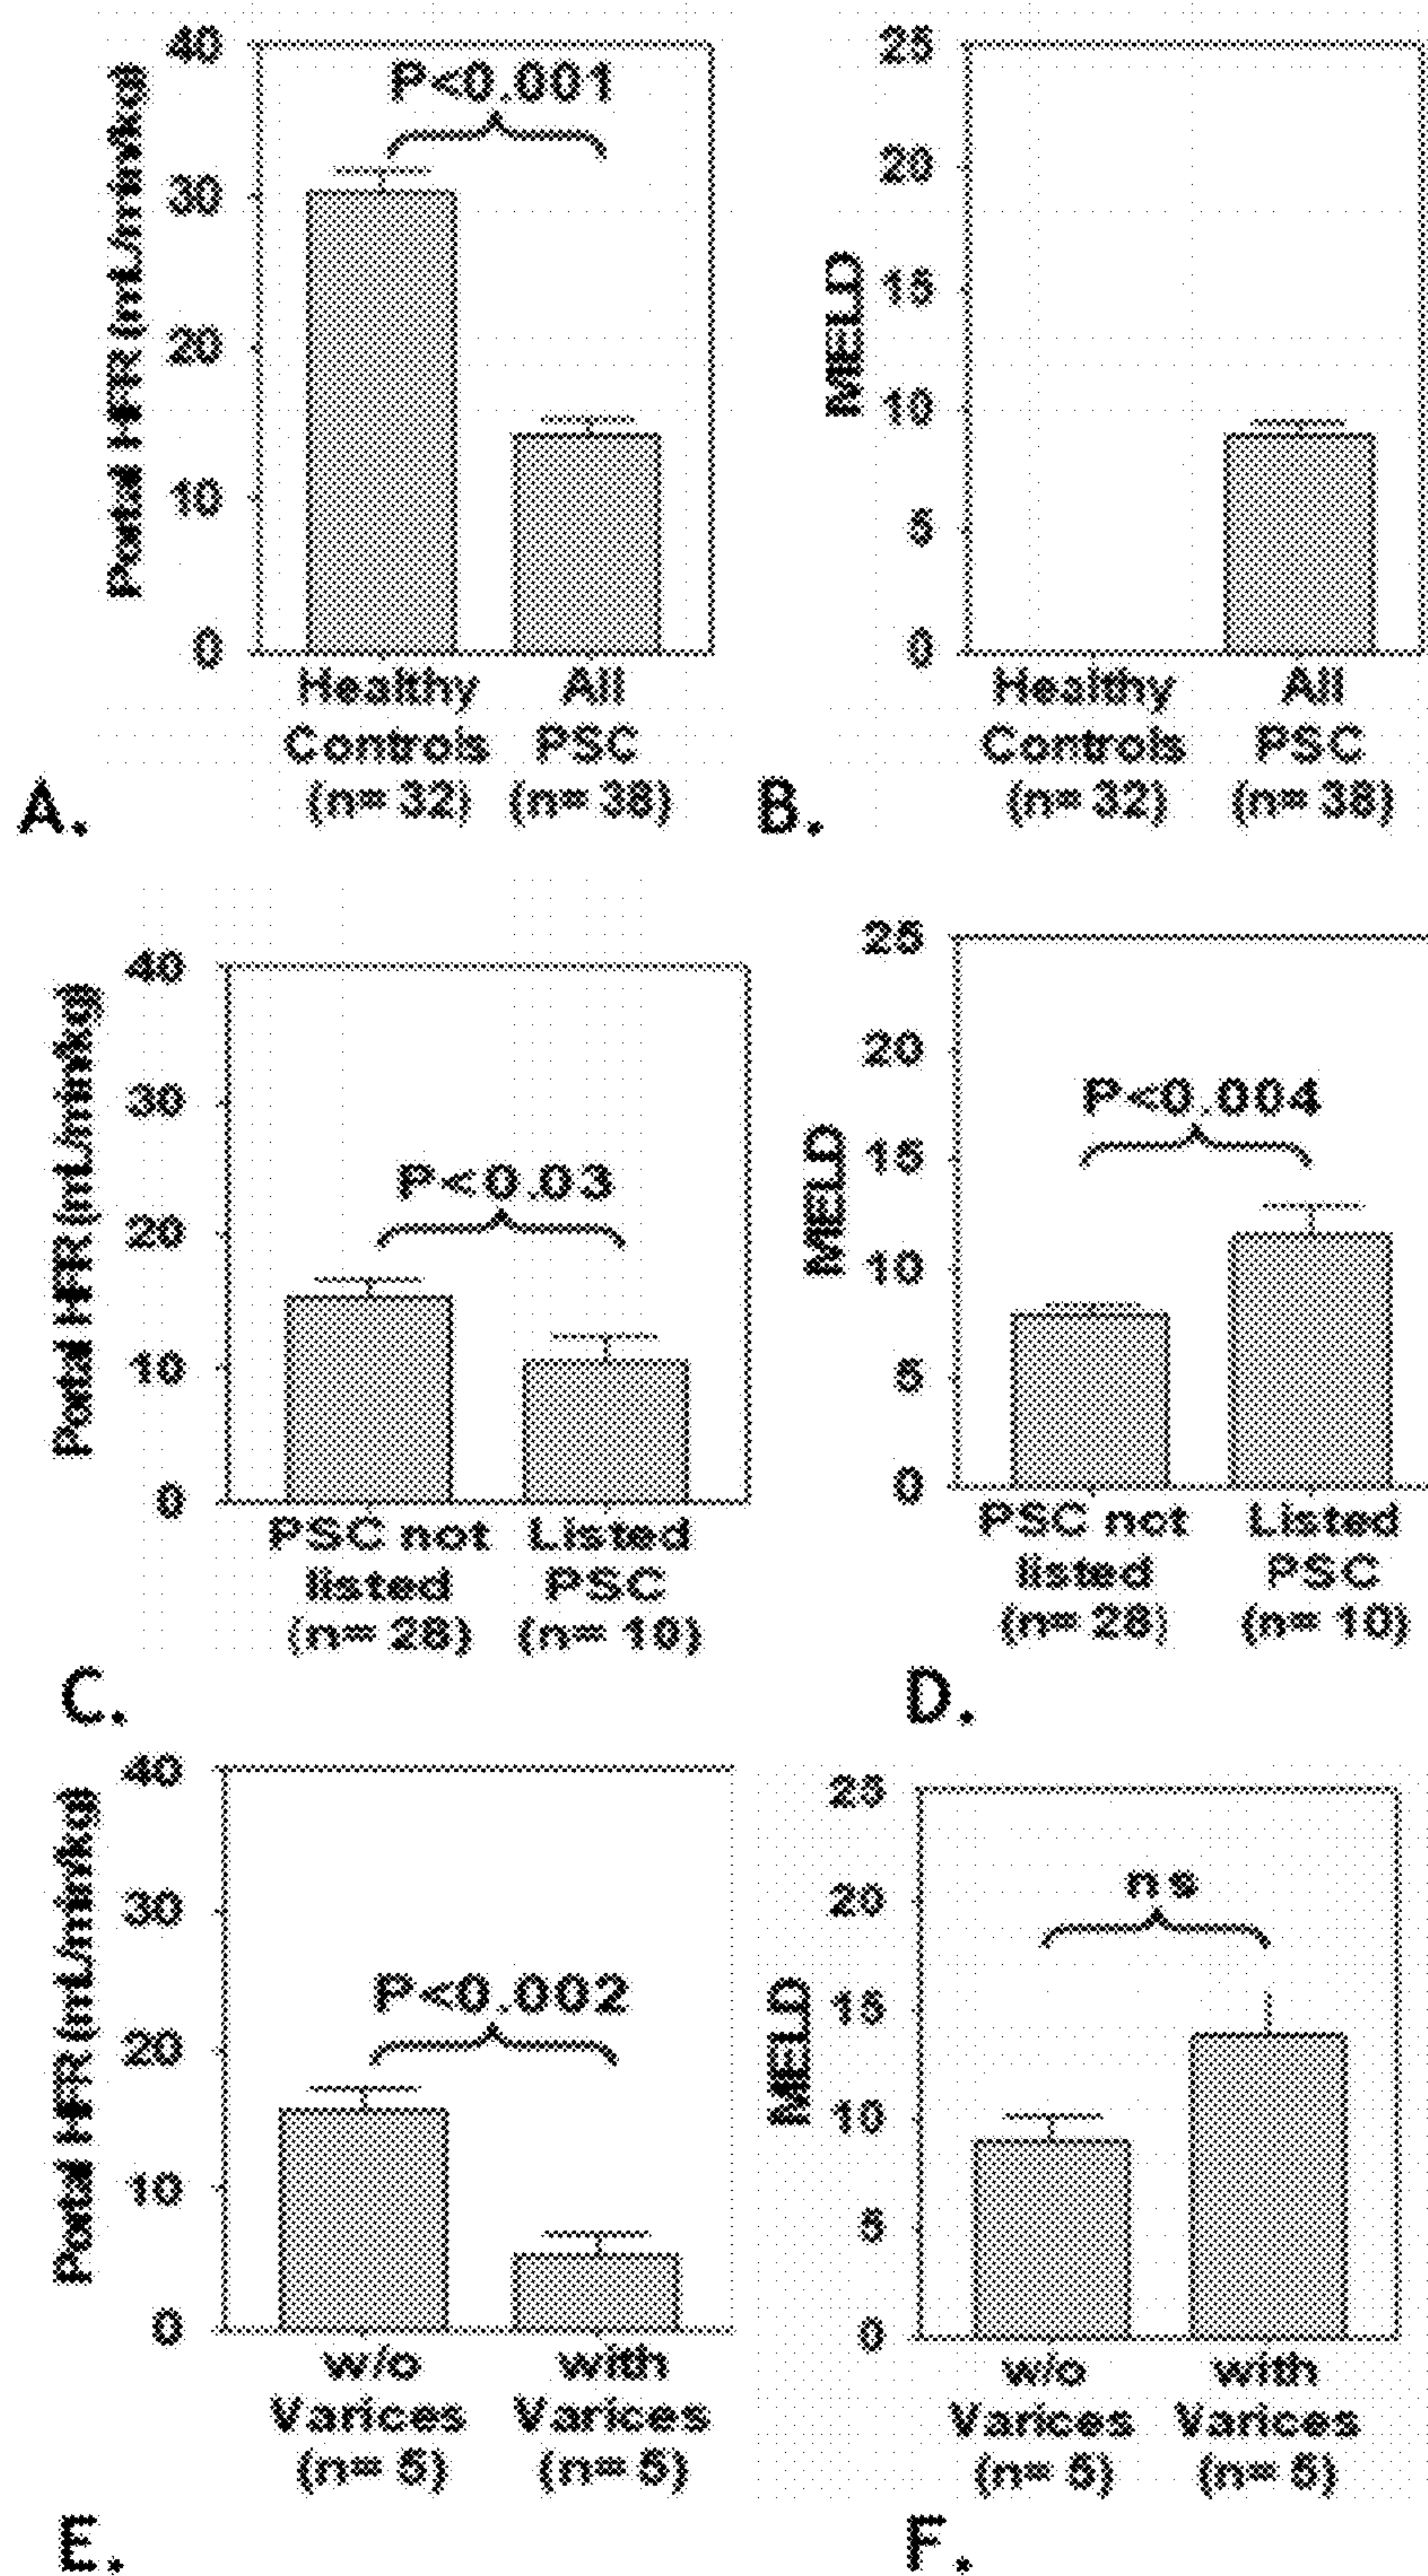 40
30
20
10
0
Portal HFR (mL/min/kg)
P<0.001
Healthy
Controls
(n= 32)
All
PSC
(n= 38)
A.
25
20
15
10
5
0
MELD
Healthy
Controls
(n= 32)
All
PSC
(n= 38)
B.
40
30
20
10
0
Portal HFR (mL/min/kg)
P<0.03
PSC not
listed
(n= 28)
Listed
PSC
(n= 10)
C.
25
20
15
10
5
0
MELD
P<0.004
PSC not
listed
(n= 28)
Listed
PSC
(n= 10)
D.
40
30
20
10
0
Portal HFR (mL/min/kg)
P<0.002
w/o
Varices
(n= 5)
with
Varices
(n= 5)
E.
25
20
15
10
5
0
MELD
ns
w/o
Varices
(n= 5)
with
Varices
(n= 5)
F.